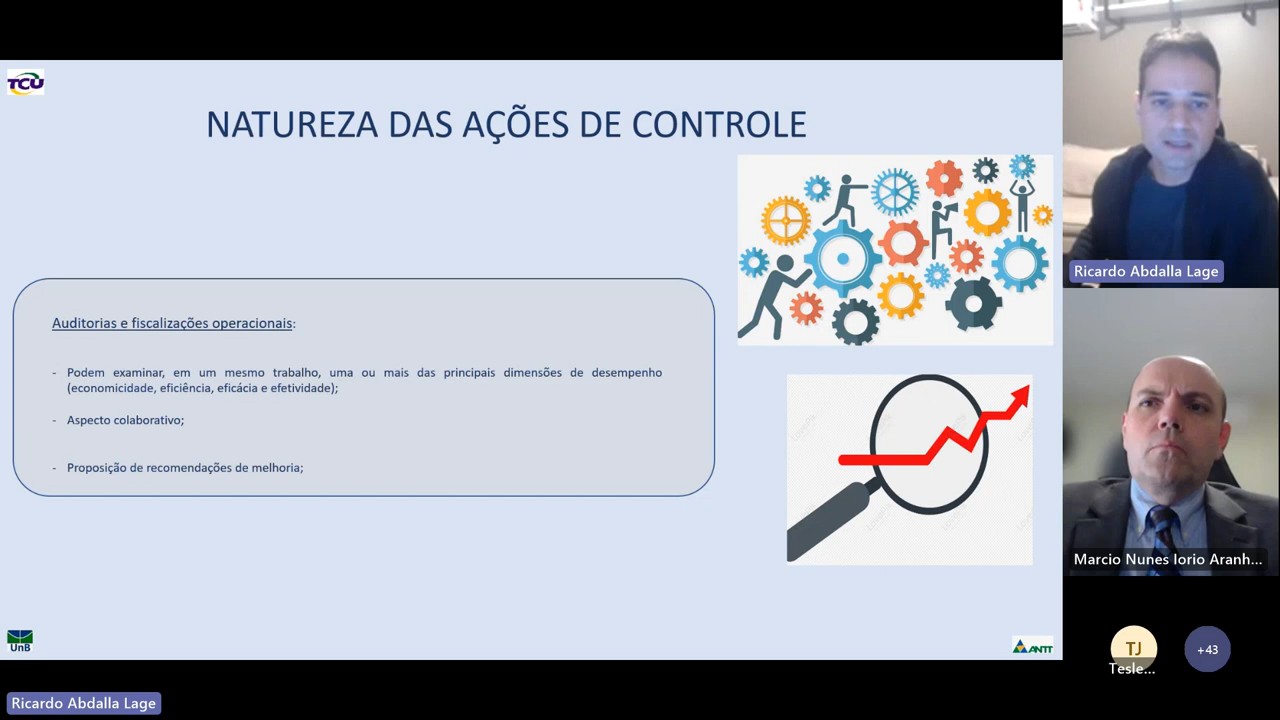 TCU
NATUREZA DAS AÇÕES DE CONTROLE
Auditorias e fiscalizações operacionais:
- Podem examinar, em um mesmo trabalho, uma ou mais das principais dimensões de desempenho
(economicidade, eficiência, eficácia e efetividade);
- Aspecto colaborativo;
- Proposição de recomendações de melhoria;
UnB
ANTT
Ricardo Abdalla Lage
Ricardo Abdalla Lage
Marcio Nunes Iorio Aranh...
TJ
Tesle...
+43